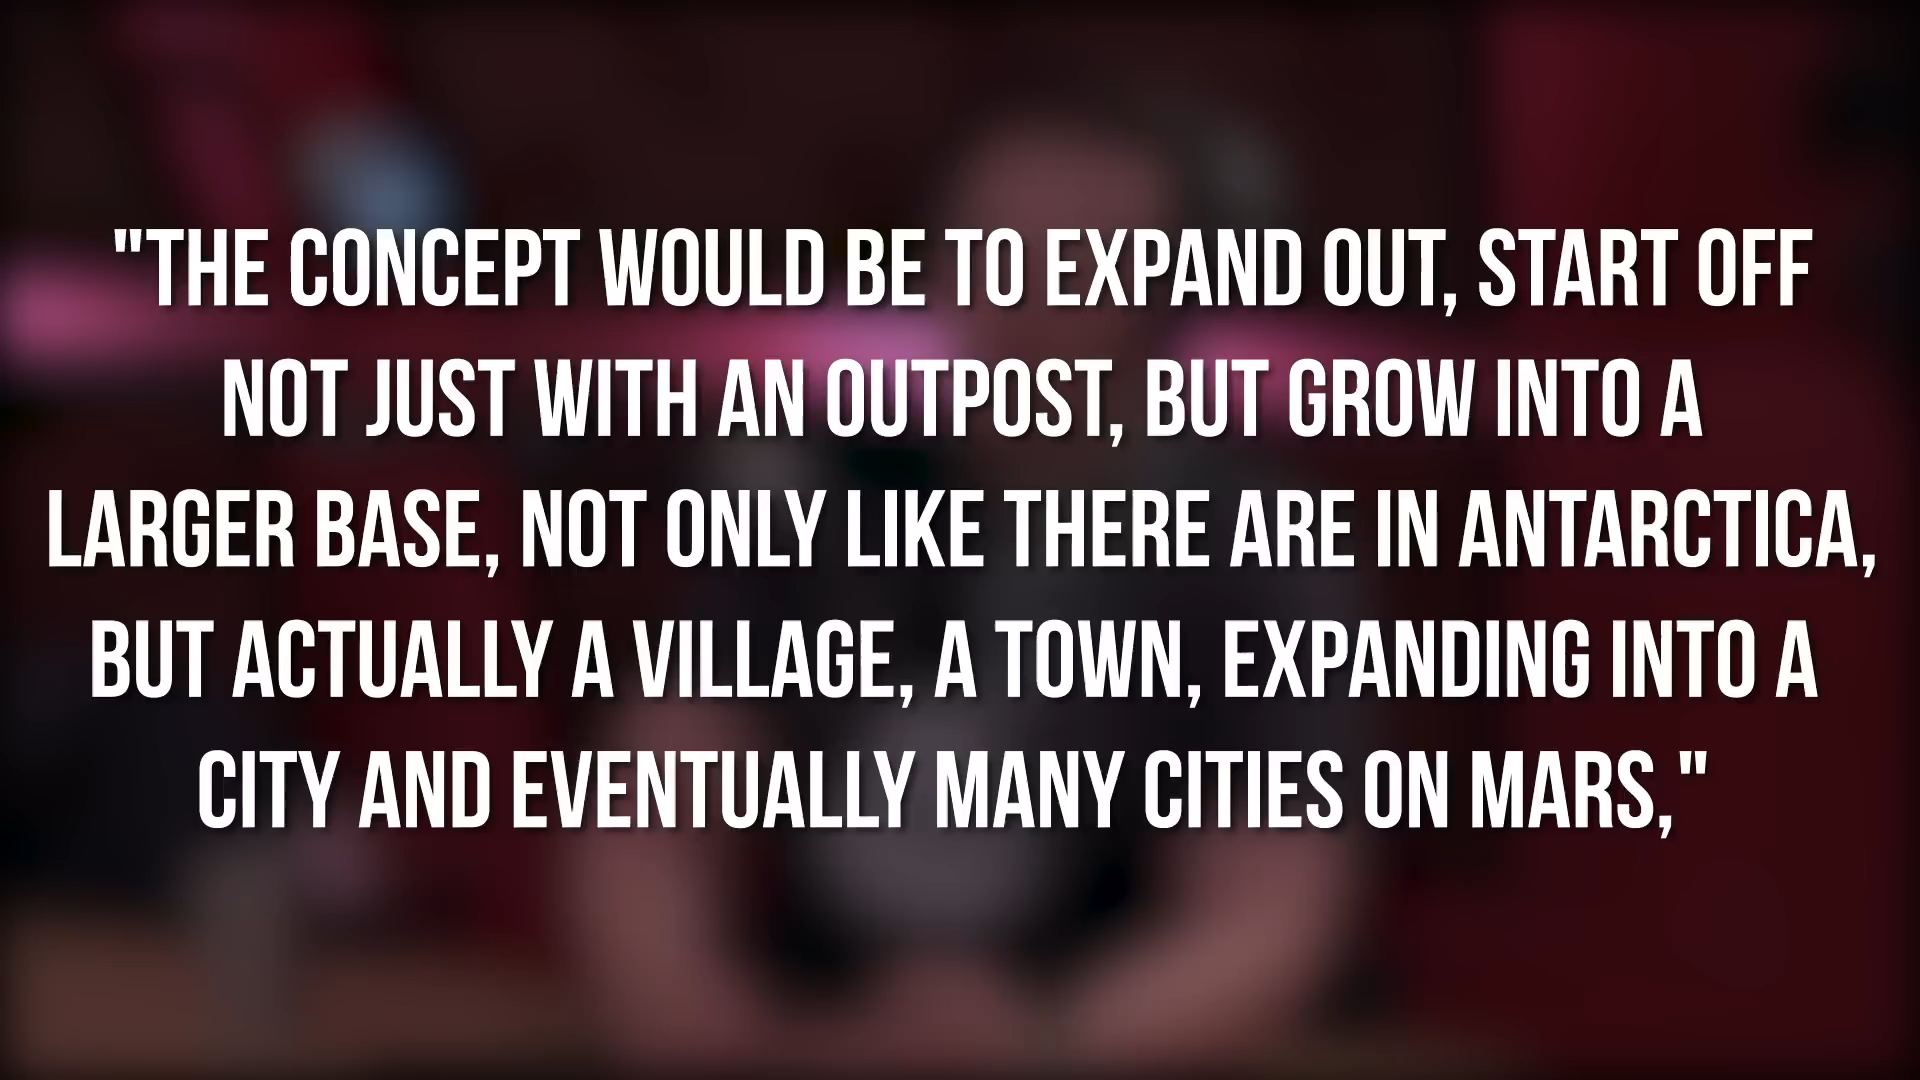 "THE CONCEPT WOULD BE TO EXPAND OUT, START OFF
NOT JUST WITH AN OUTPOST, BUT GROW INTO A
LARGER BASE, NOT ONLY LIKE THERE ARE IN ANTARCTICA,
BUT ACTUALLY A VILLAGE, A TOWN, EXPANDING INTO A
CITY AND EVENTUALLY MANY CITIES ON MARS,"